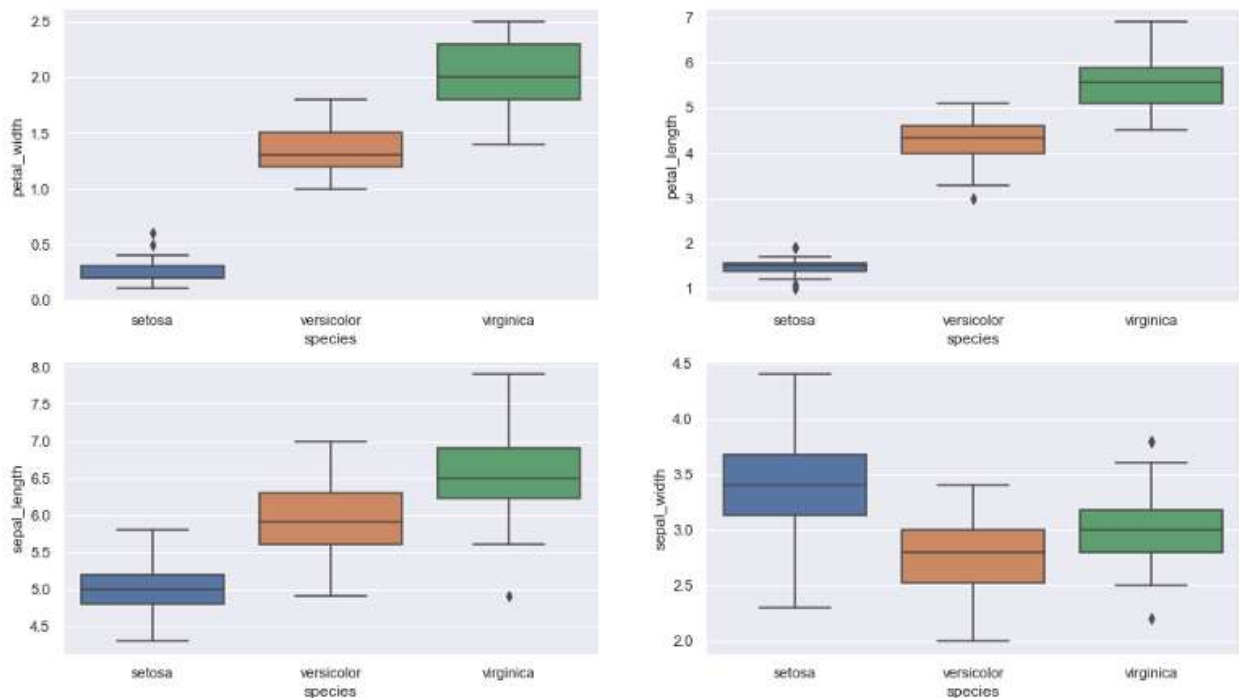 petal_width
2.5
2.0
1.5
1.0
0.5
0.0
setosa versicolor virginica
species
petal_length
7
6
5
4
3
2
1
setosa versicolor virginica
species
sepal_length
8.0
7.5
7.0
6.5
6.0
5.5
5.0
4.5
setosa versicolor virginica
species
sepal_width
4.5
4.0
3.5
3.0
2.5
2.0
setosa versicolor virginica
species